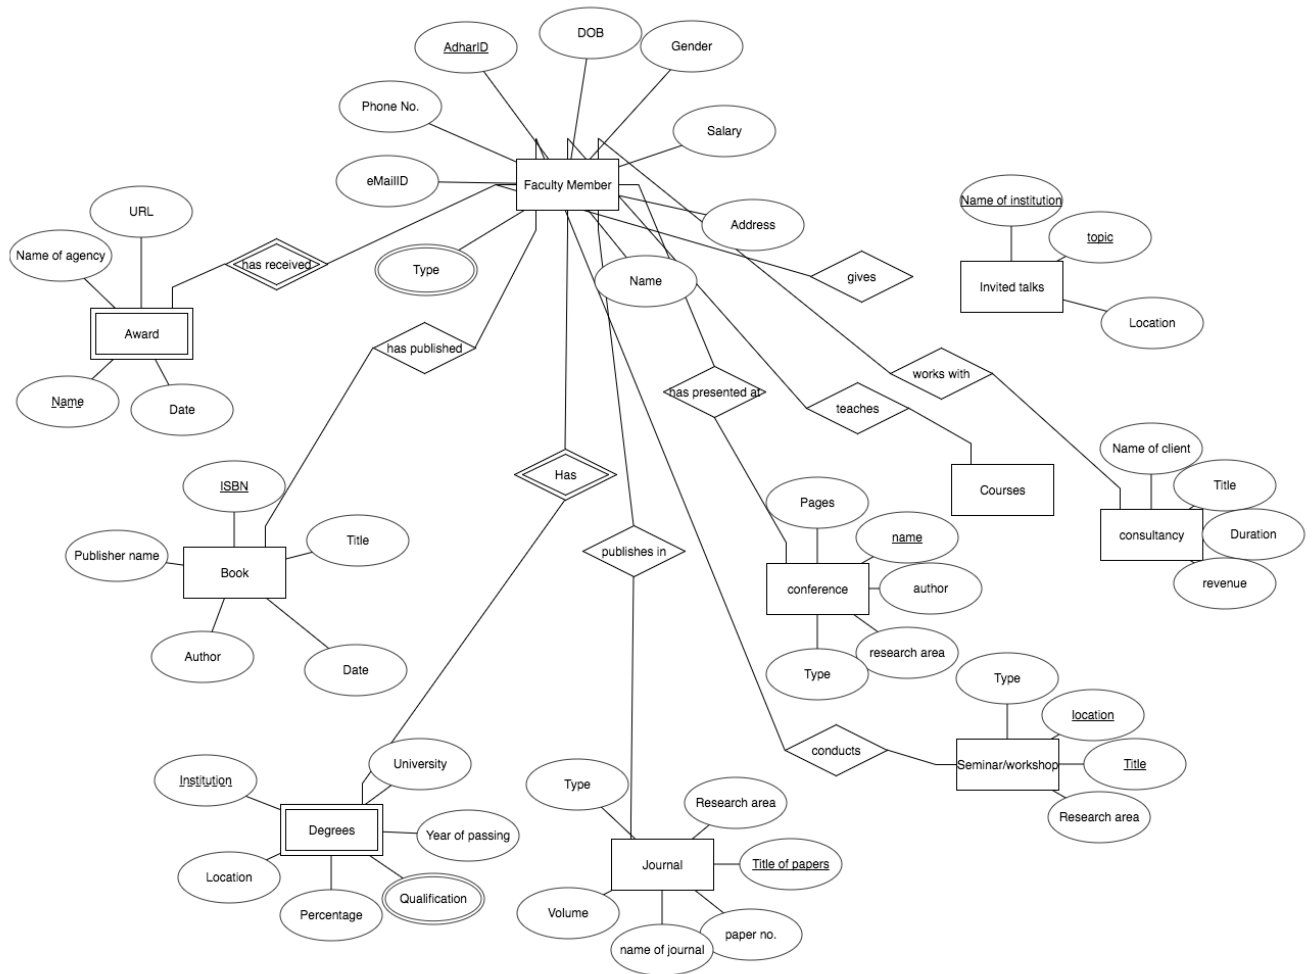 DOB
AdharID
Gender
Phone No.
Salary
eMailID
Faculty Member
Name of institution
URL
Address
topic
Name of agency
has received
Type
Name
gives
Invited talks
Location
Award
has published
works with
Name
Date
has presented at
teaches
Name of client
ISBN
Has
Title
Courses
Pages
consultancy
Duration
name
Title
Publisher name
publishes in
Book
conference
author
revenue
Author
Date
research area
Type
Type
location
University
conducts
Seminar/workshop
Title
Institution
Type
Research area
Research area
Degrees
Year of passing
Journal
Title of papers
Location
Qualification
Percentage
Volume
paper no.
name of journal